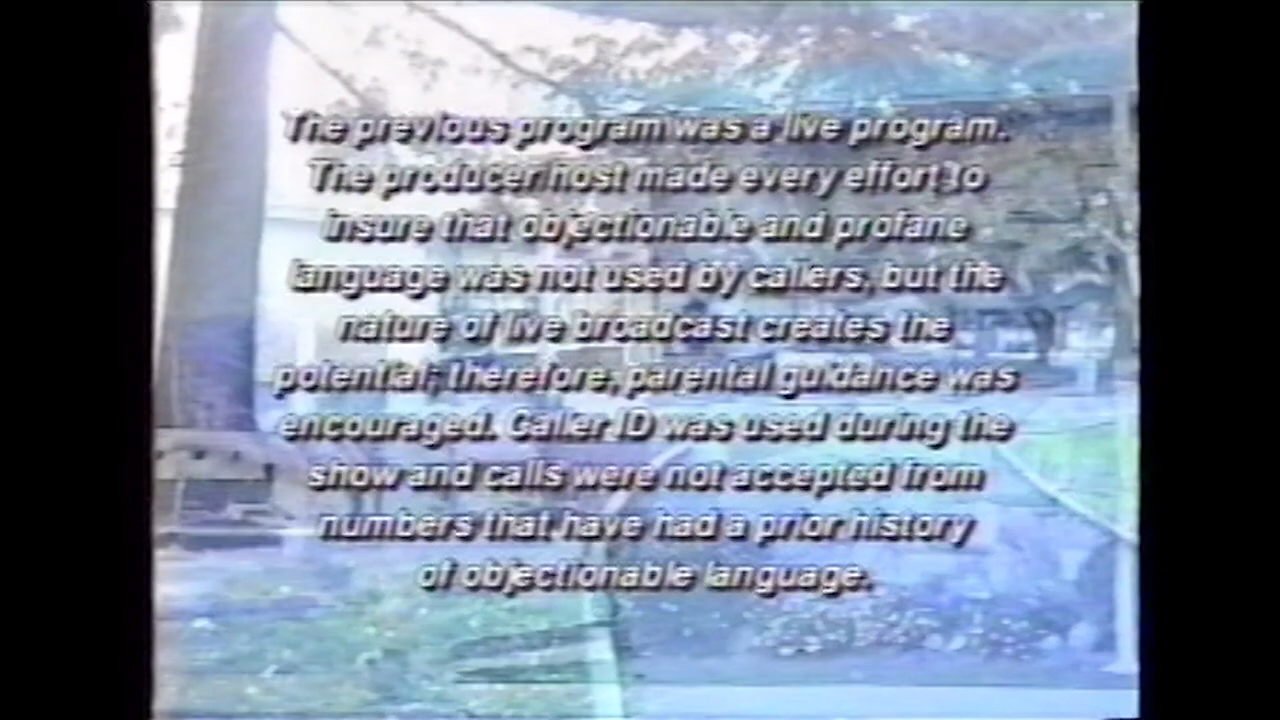 The previous program was a live program.
The producer/host made every effort to
insure that objectionable and profane
language was not used by callers, but the
nature of live broadcast creates the
potential; therefore, parental guidance was
encouraged. Caller ID was used during the
show and calls were not accepted from
numbers that have had a prior history
of objectionable language.